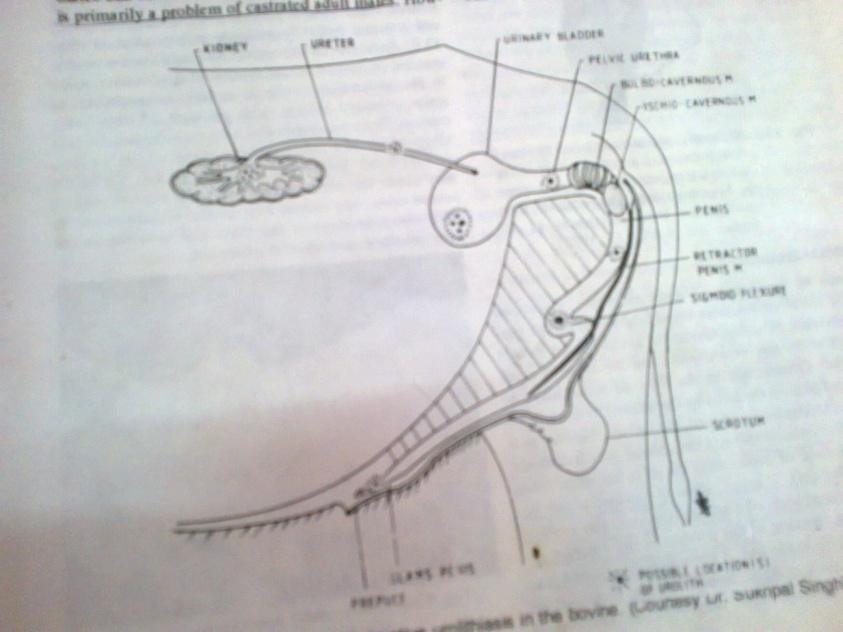 is primarily a problem of castrated adult males.
KIDNEY
URETER
URINARY BLADDER
PELVIC URETHRA
BULBO-CAVERNOUS M
ISCHIO-CAVERNOUS M
PENIS
RETRACTOR
PENIS M
SIGMOID FLEXURE
SCROTUM
GLANS PENIS
PREPUCE
POSSIBLE LOCATION(S)
OF UROLITH
urolithiasis in the bovine. (Courtesy Dr. Sukhpal Singh)